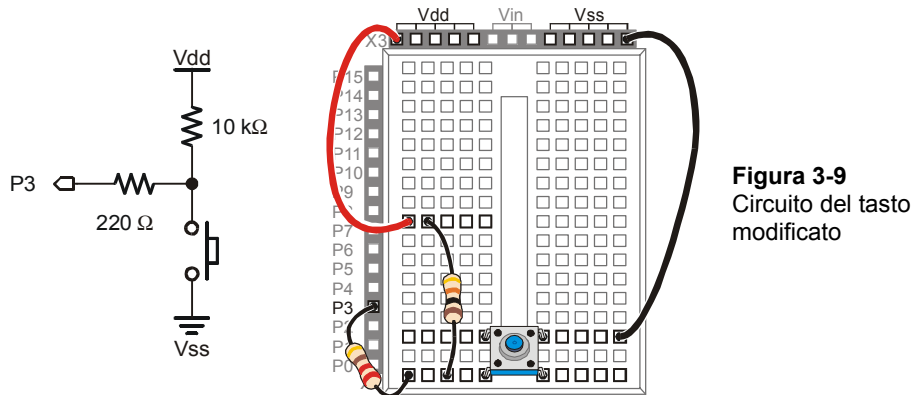 Vdd
10 kΩ
P3
220 Ω
Vss
Vdd Vin Vss
X3
P15
P14
P13
P12
P11
P10
P9
P7
P6
P5
P4
P3
P0
Figura 3-9
Circuito del tasto
modificato